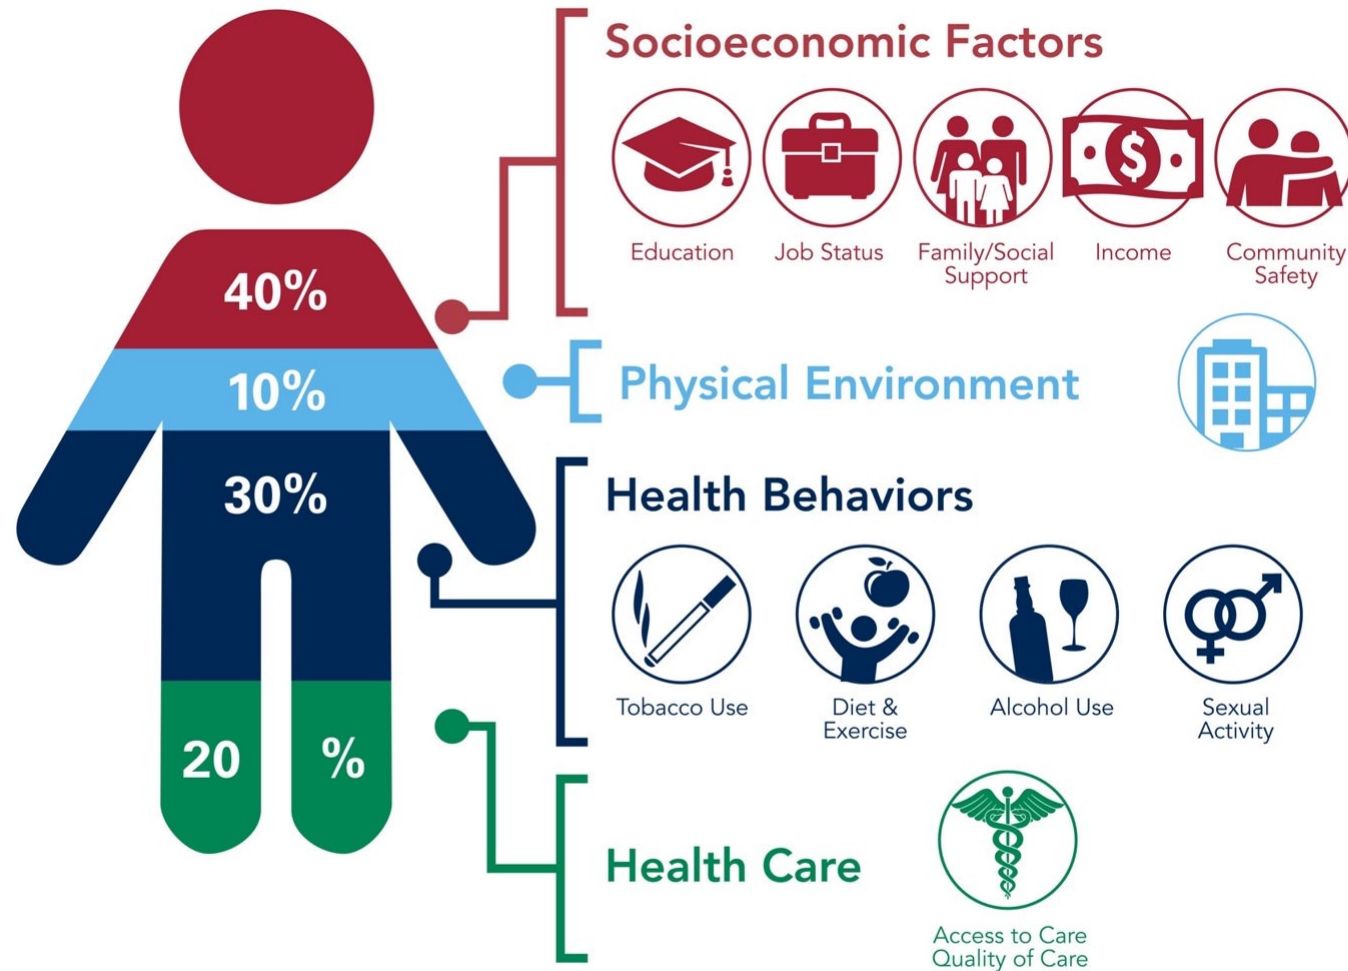 Socioeconomic Factors
Education
Job Status
Family/Social
Support
Income
Community
Safety
40%
10%
Physical Environment
30%
Health Behaviors
Tobacco Use
Diet &
Exercise
Alcohol Use
Sexual
Activity
20 %
Health Care
Access to Care
Quality of Care
$